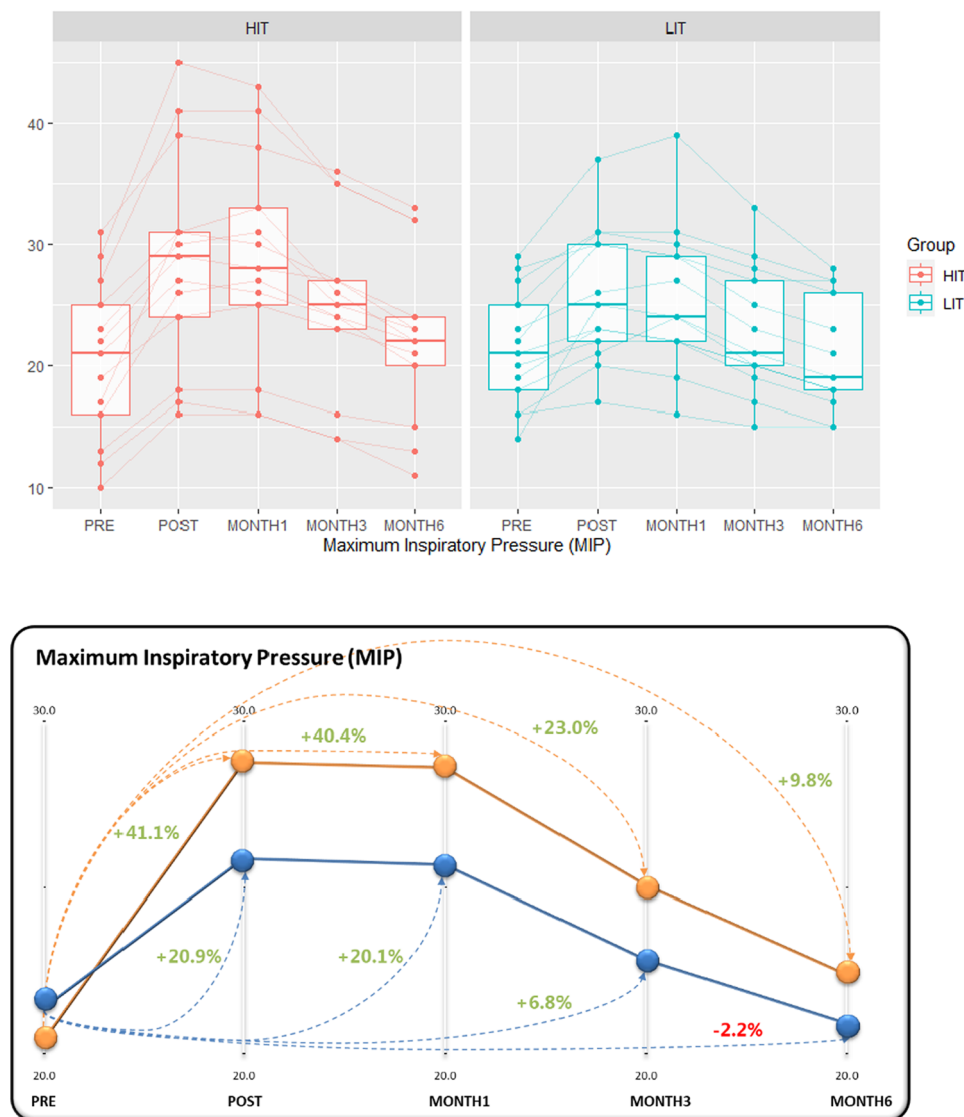 HIT LIT
40
30
20
10
PRE POST MONTH1 MONTH3 MONTH6 PRE POST MONTH1 MONTH3 MONTH6
Maximum Inspiratory Pressure (MIP)
Group
HIT
LIT
Maximum Inspiratory Pressure (MIP)
30.0 30.0 30.0 30.0 30.0
+40.4%
+23.0%
+9.8%
+41.1%
+20.9%
+20.1%
+6.8%
-2.2%
20.0 20.0 20.0 20.0 20.0
PRE POST MONTH1 MONTH3 MONTH6